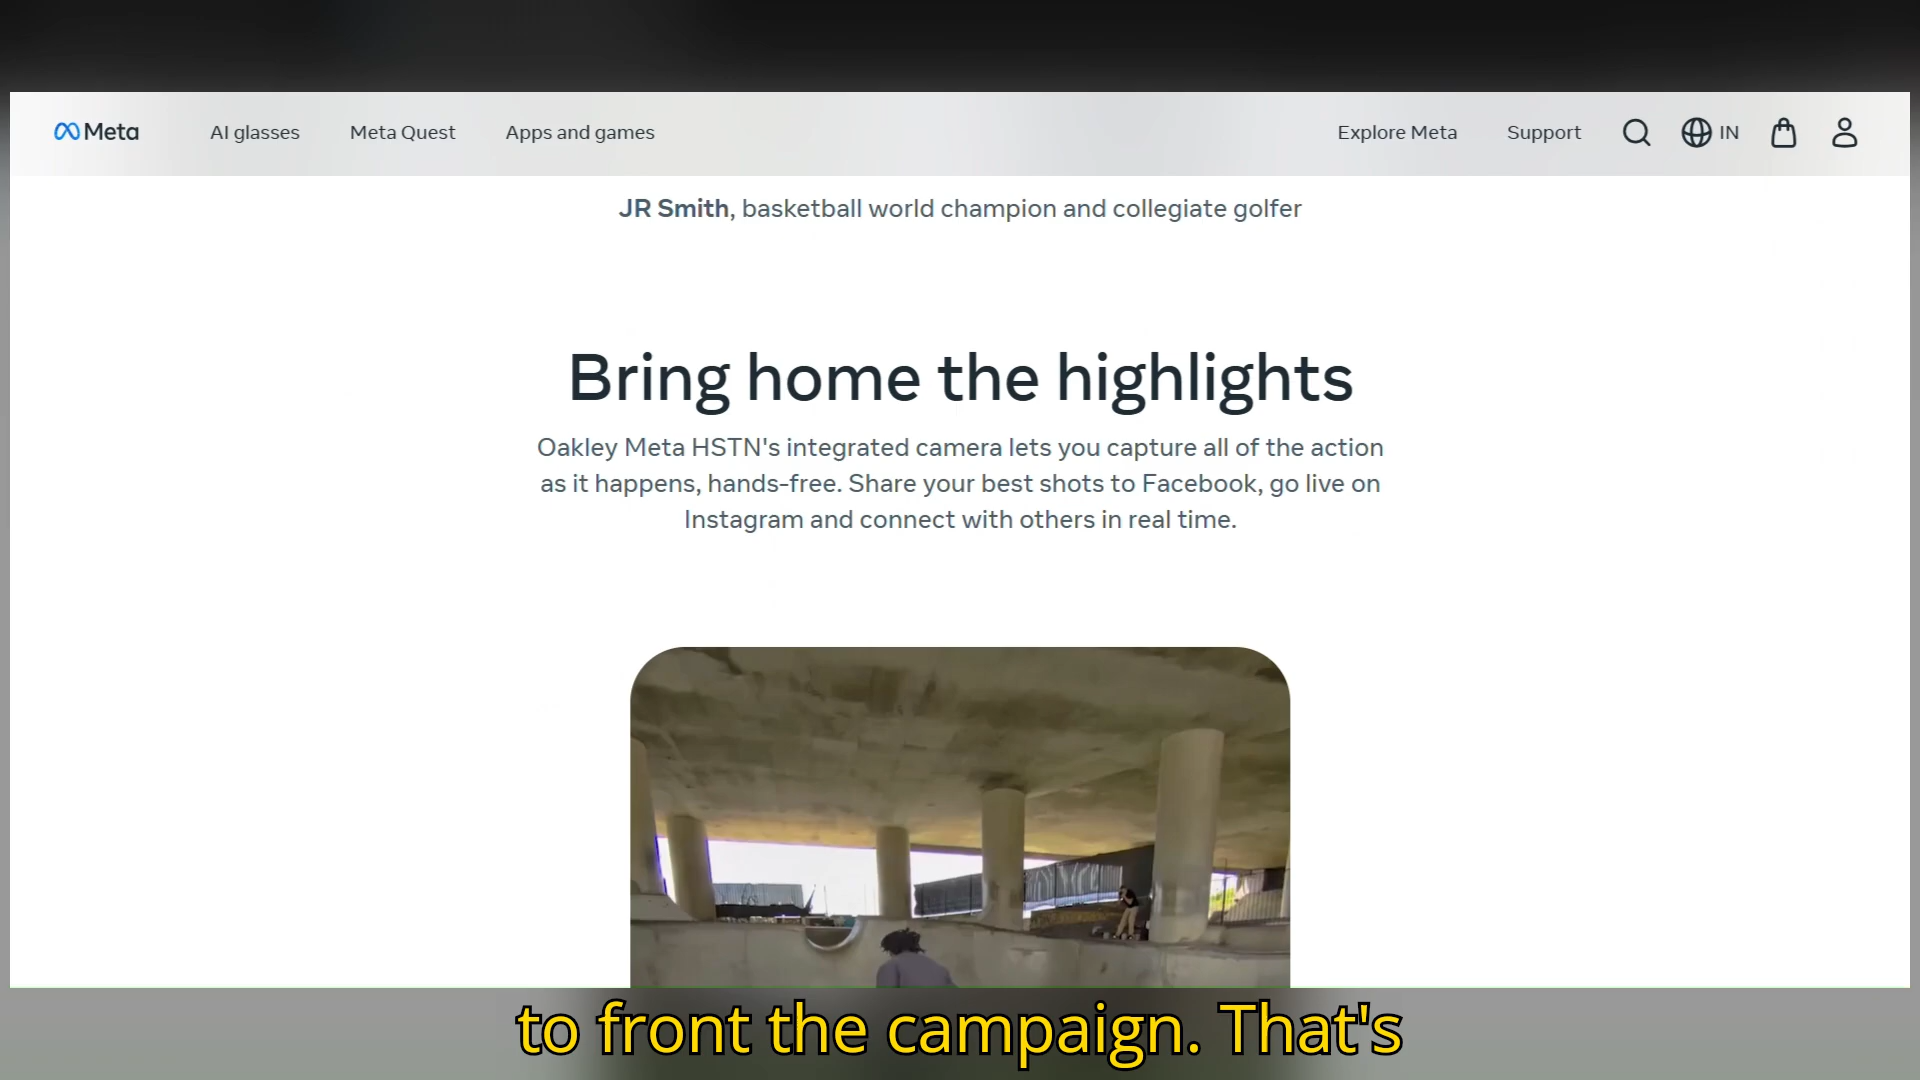 Meta AI glasses Meta Quest Apps and games Explore Meta Support IN
JR Smith, basketball world champion and collegiate golfer
Bring home the highlights
Oakley Meta HSTN's integrated camera lets you capture all of the action
as it happens, hands-free. Share your best shots to Facebook, go live on
Instagram and connect with others in real time.
to front the campaign. That's